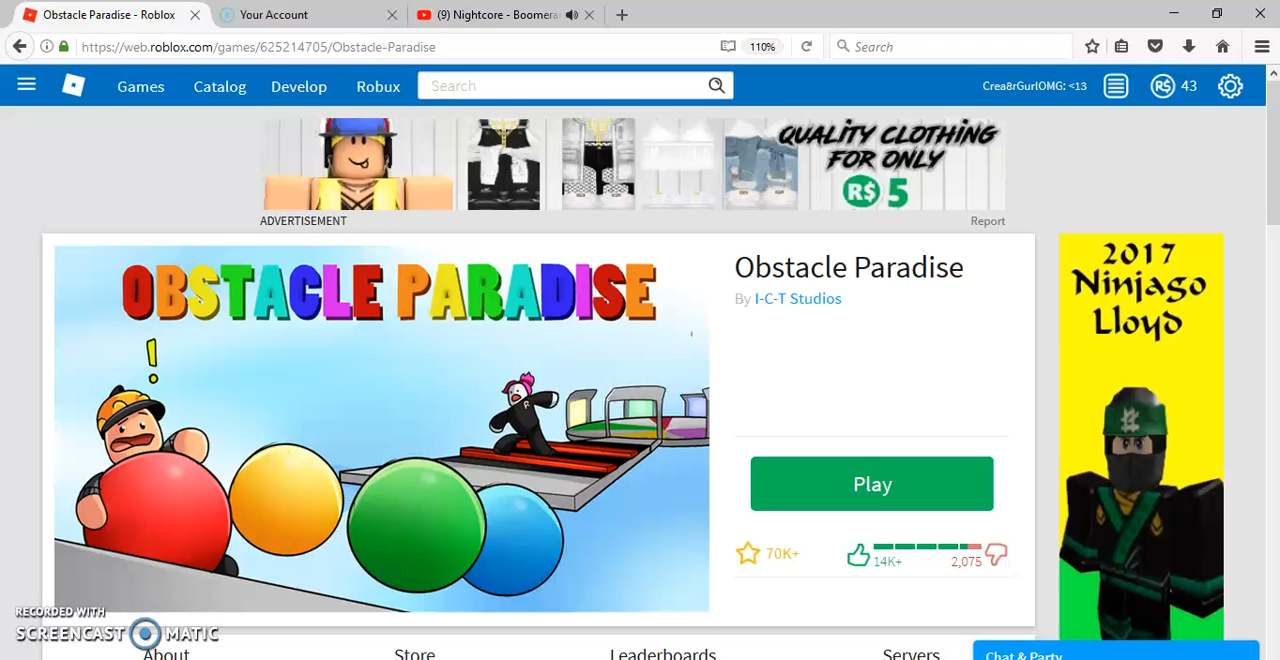 Obstacle Paradise - Roblox
Your Account
(9) Nightcore - Boomera
https://web.roblox.com/games/625214705/Obstacle-Paradise
110%
Search
Games
Catalog
Develop
Robux
Search
Crea8rGurlOMG: <13
R$ 43
QUALITY CLOTHING
FOR ONLY
R$ 5
ADVERTISEMENT
Report
OBSTACLE PARADISE
!
Obstacle Paradise
By I-C-T Studios
Play
70K+
14K+
2,075
2017
Ninjago
Lloyd
RECORDED WITH
SCREENCAST MATIC
About
Store
Leaderboards
Servers
Chat & Party